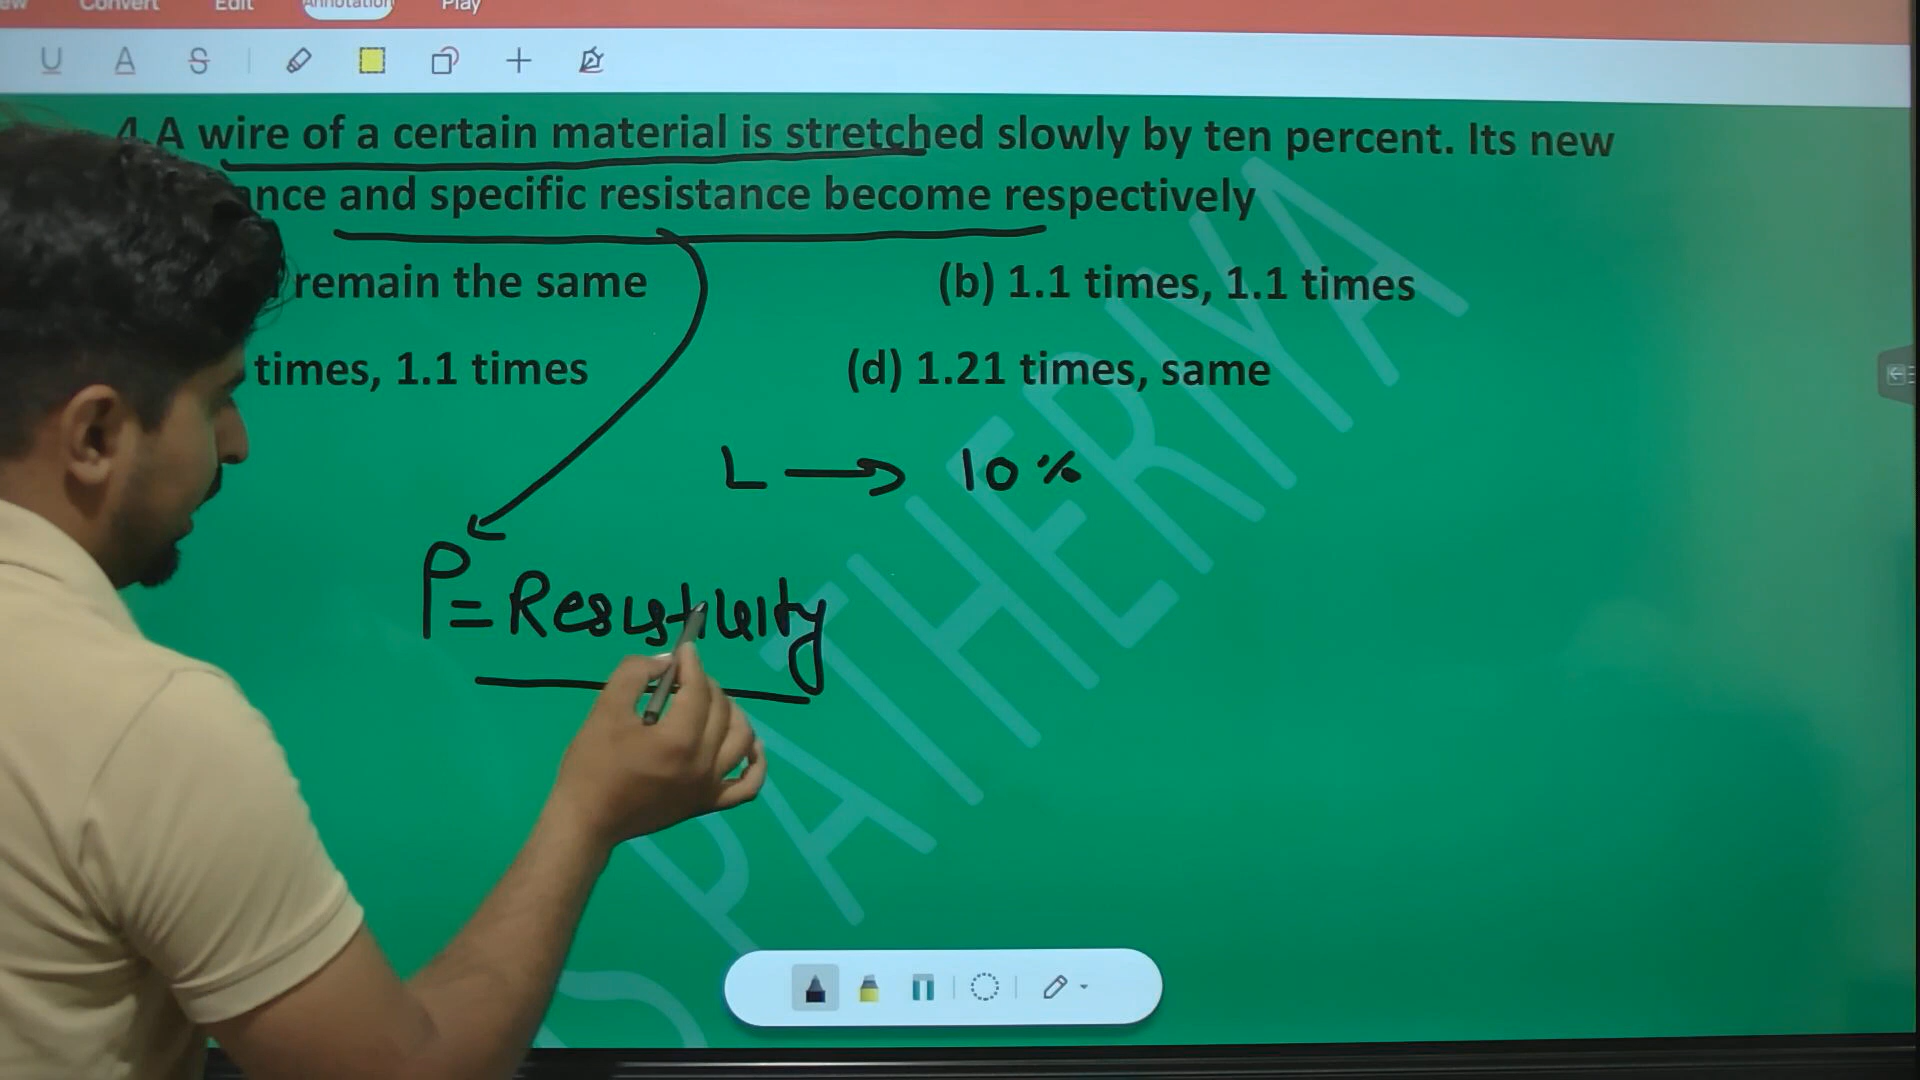 Convert Edit Annotation Play
U A S
4.A wire of a certain material is stretched slowly by ten percent. Its new
and specific resistance become respectively
remain the same (b) 1.1 times, 1.1 times
times, 1.1 times (d) 1.21 times, same
L → 10 %
ρ = Resistivity
PATHERIYA